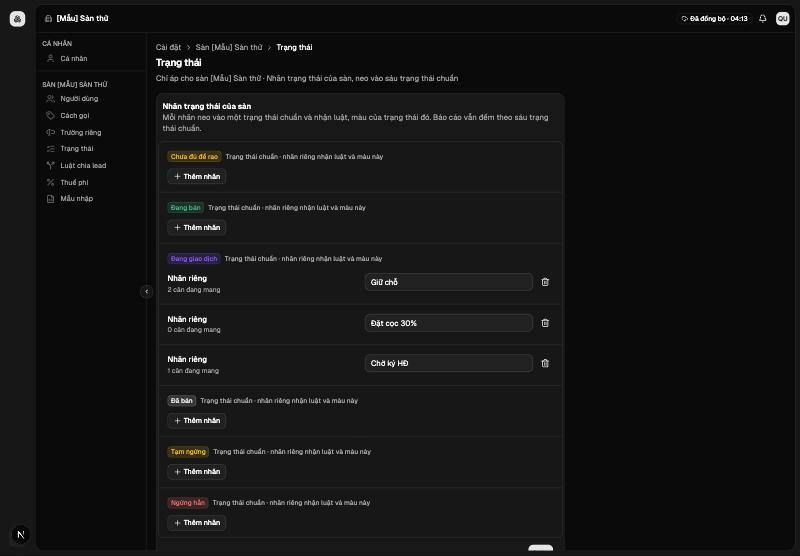 [Mẫu] Sàn thử
Đã đồng bộ · 04:13
QU
CÁ NHÂN
Cá nhân
SÀN [MẪU] SÀN THỬ
Người dùng
Cách gọi
Trường riêng
Trạng thái
Luật chia lead
Thuế phí
Mẫu nhập
Cài đặt > Sàn [Mẫu] Sàn thử > Trạng thái
Trạng thái
Chỉ áp cho sàn [Mẫu] Sàn thử · Nhãn trạng thái của sàn, neo vào sáu trạng thái chuẩn
Nhãn trạng thái của sàn
Mỗi nhãn neo vào một trạng thái chuẩn và nhận luật, màu của trạng thái đó. Báo cáo vẫn đếm theo sáu trạng
thái chuẩn.
Chưa đủ để rao Trạng thái chuẩn · nhãn riêng nhận luật và màu này
+ Thêm nhãn
Đang bán Trạng thái chuẩn · nhãn riêng nhận luật và màu này
+ Thêm nhãn
Đang giao dịch Trạng thái chuẩn · nhãn riêng nhận luật và màu này
Nhãn riêng
2 căn đang mang
Giữ chỗ
Nhãn riêng
0 căn đang mang
Đặt cọc 30%
Nhãn riêng
1 căn đang mang
Chờ ký HĐ
Đã bán Trạng thái chuẩn · nhãn riêng nhận luật và màu này
+ Thêm nhãn
Tạm ngừng Trạng thái chuẩn · nhãn riêng nhận luật và màu này
+ Thêm nhãn
Ngừng hẳn Trạng thái chuẩn · nhãn riêng nhận luật và màu này
+ Thêm nhãn
N